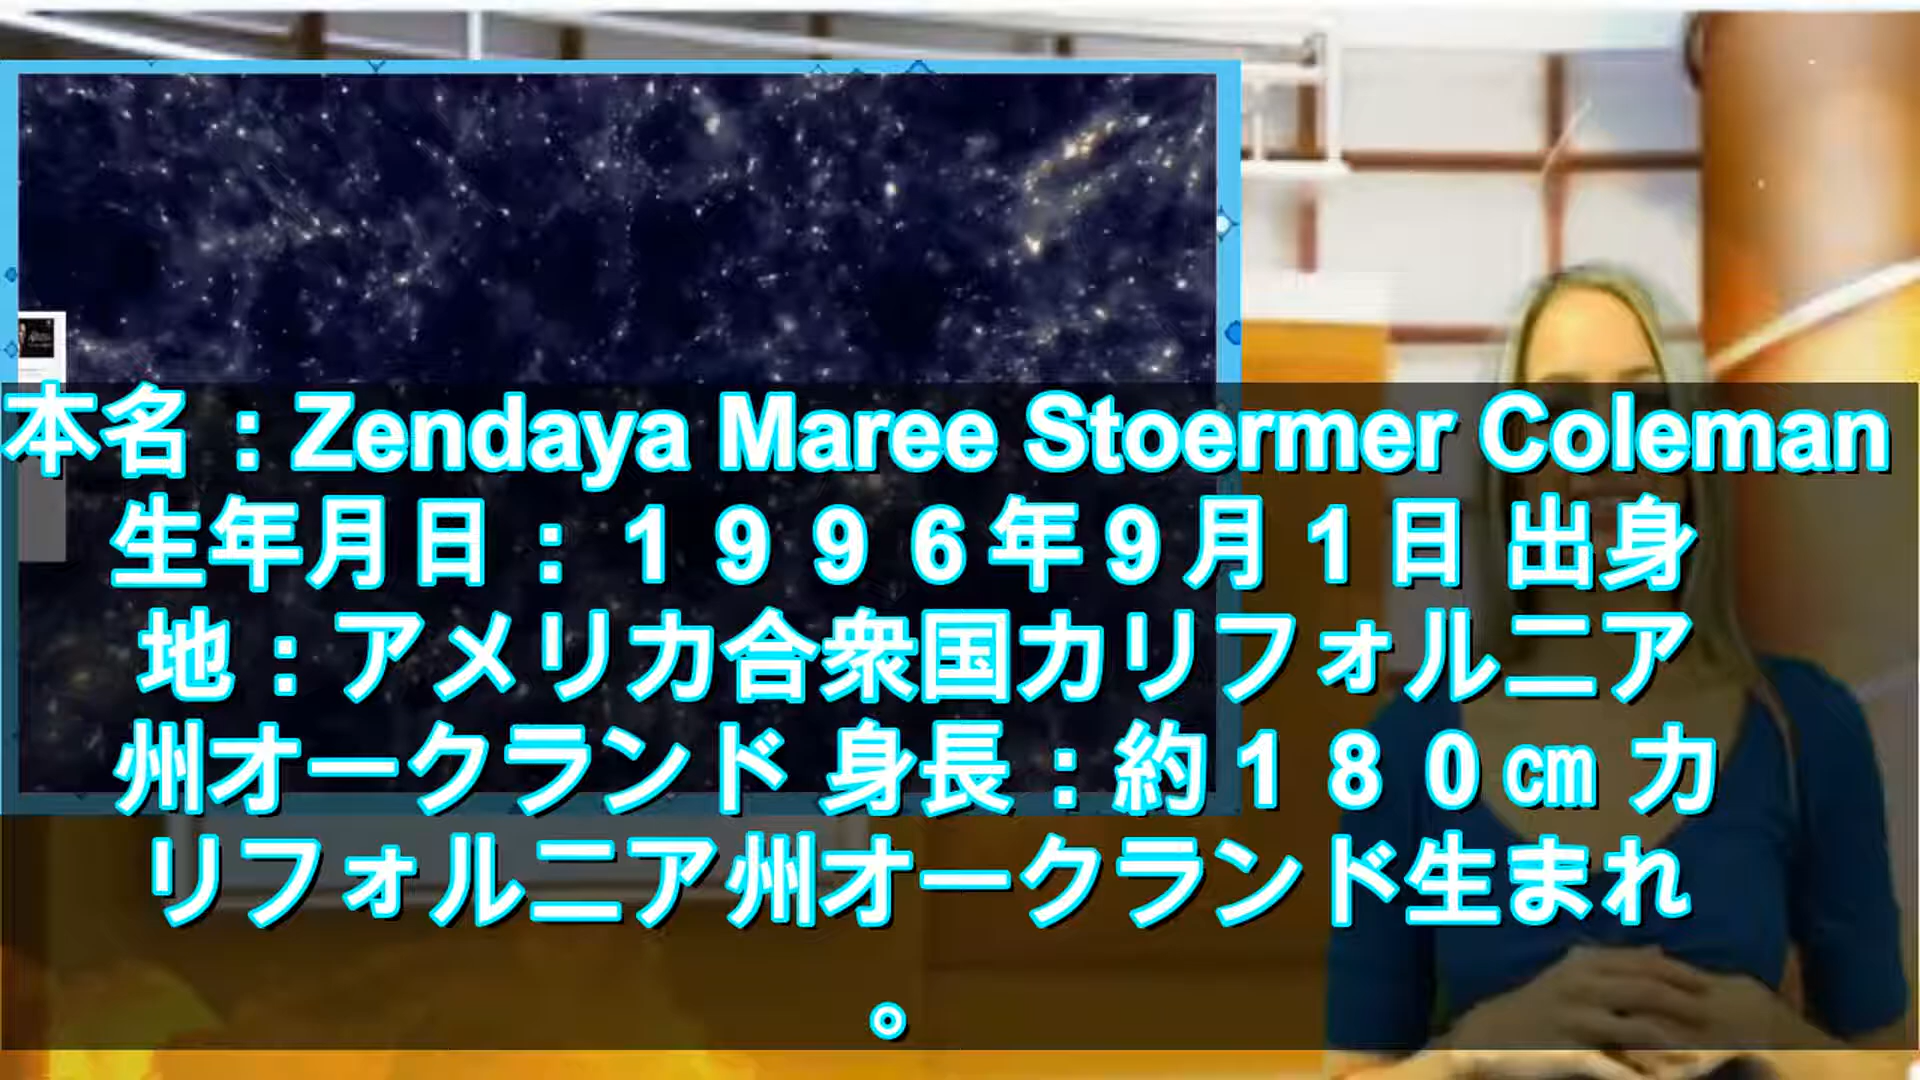 本名：Zendaya Maree Stoermer Coleman
生年月日：１９９６年９月１日 出身
地：アメリカ合衆国カリフォルニア
州オークランド 身長：約１８０㎝ カ
リフォルニア州オークランド生まれ
。